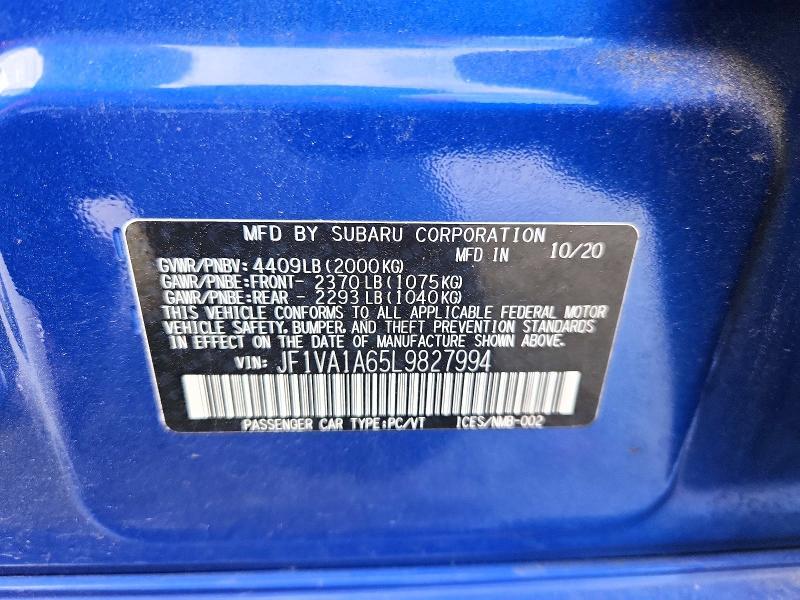 MFD BY SUBARU CORPORATION
MFD IN 10/20
GVWR/PNBV: 4409LB(2000KG)
GAWR/PNBE:FRONT- 2370LB(1075KG)
GAWR/PNBE:REAR - 2293LB(1040KG)
THIS VEHICLE CONFORMS TO ALL APPLICABLE FEDERAL MOTOR
VEHICLE SAFETY, BUMPER, AND THEFT PREVENTION STANDARDS
IN EFFECT ON THE DATE OF MANUFACTURE SHOWN ABOVE.
VIN: JF1VA1A65L9827994
PASSENGER CAR TYPE:PC/VT ICES/NMB-002